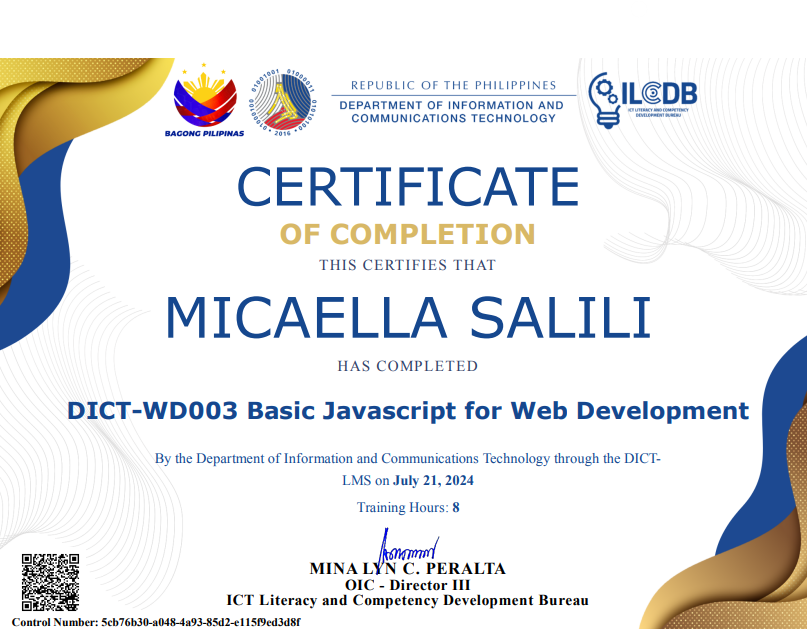 BAGONG PILIPINAS
01001001 01000011
2016
REPUBLIC OF THE PHILIPPINES
DEPARTMENT OF INFORMATION AND
COMMUNICATIONS TECHNOLOGY
ILCDB
ICT LITERACY AND COMPETENCY
DEVELOPMENT BUREAU
CERTIFICATE
OF COMPLETION
THIS CERTIFIES THAT
MICAELLA SALILI
HAS COMPLETED
DICT-WD003 Basic Javascript for Web Development
By the Department of Information and Communications Technology through the DICT-
LMS on July 21, 2024
Training Hours: 8
MINA LYN C. PERALTA
OIC - Director III
ICT Literacy and Competency Development Bureau
Control Number: 5cb76b30-a048-4a93-85d2-e115f9ed3d8f